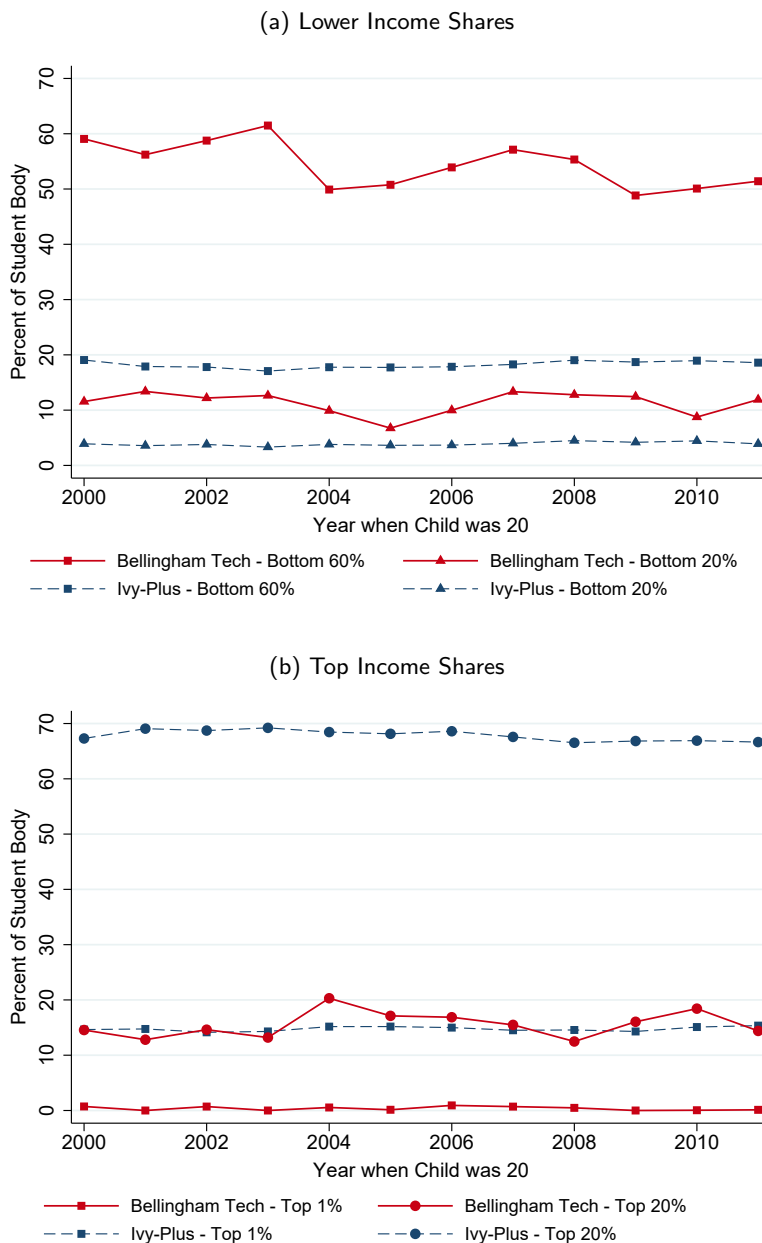 (a) Lower Income Shares
70
60
50
40
30
20
10
0
Percent of Student Body
2000 2002 2004 2006 2008 2010
Year when Child was 20
Bellingham Tech - Bottom 60% Bellingham Tech - Bottom 20%
Ivy-Plus - Bottom 60% Ivy-Plus - Bottom 20%
(b) Top Income Shares
70
60
50
40
30
20
10
0
Percent of Student Body
2000 2002 2004 2006 2008 2010
Year when Child was 20
Bellingham Tech - Top 1% Bellingham Tech - Top 20%
Ivy-Plus - Top 1% Ivy-Plus - Top 20%